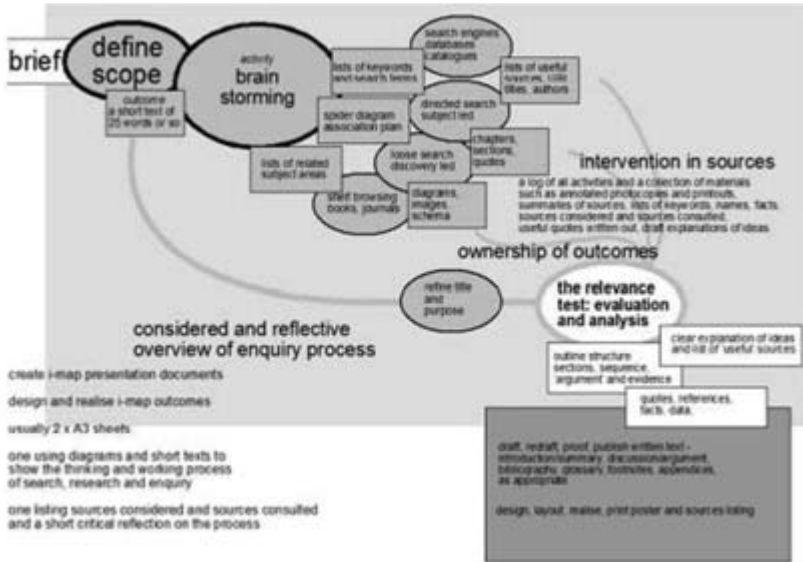 brief
define
scope
outcome
a short text of
25 words or so
activity
brain
storming
lists of keywords
and search terms
spider diagram
association plan
lists of related
subject areas
search engines
databases
catalogues
lists of useful
sources, URL
titles, authors
directed search
subject led
chapters,
sections,
quotes
loose search
discovery led
shelf browsing
books, journals
diagrams,
images,
schema
intervention in sources
a log of all activities and a collection of materials
such as annotated photocopies and printouts,
summaries of sources, lists of keywords, names, facts.
sources considered and sources consulted,
useful quotes written out, draft explanations of ideas
ownership of outcomes
refine title
and
purpose
the relevance
test: evaluation
and analysis
clear explanation of ideas
and list of useful sources
outline structure
sections, sequence,
argument and evidence
quotes, references,
facts, data,
considered and reflective
overview of enquiry process
create i-map presentation documents
design and realise i-map outcomes
usually 2 x A3 sheets
one using diagrams and short texts to
show the thinking and working process
of search, research and enquiry
one listing sources considered and sources consulted
and a short critical reflection on the process
draft, redraft, proof, publish written text -
introduction/summary, discussion/argument,
bibliography, glossary, footnotes, appendices,
as appropriate
design, layout, realise, print poster and sources listing